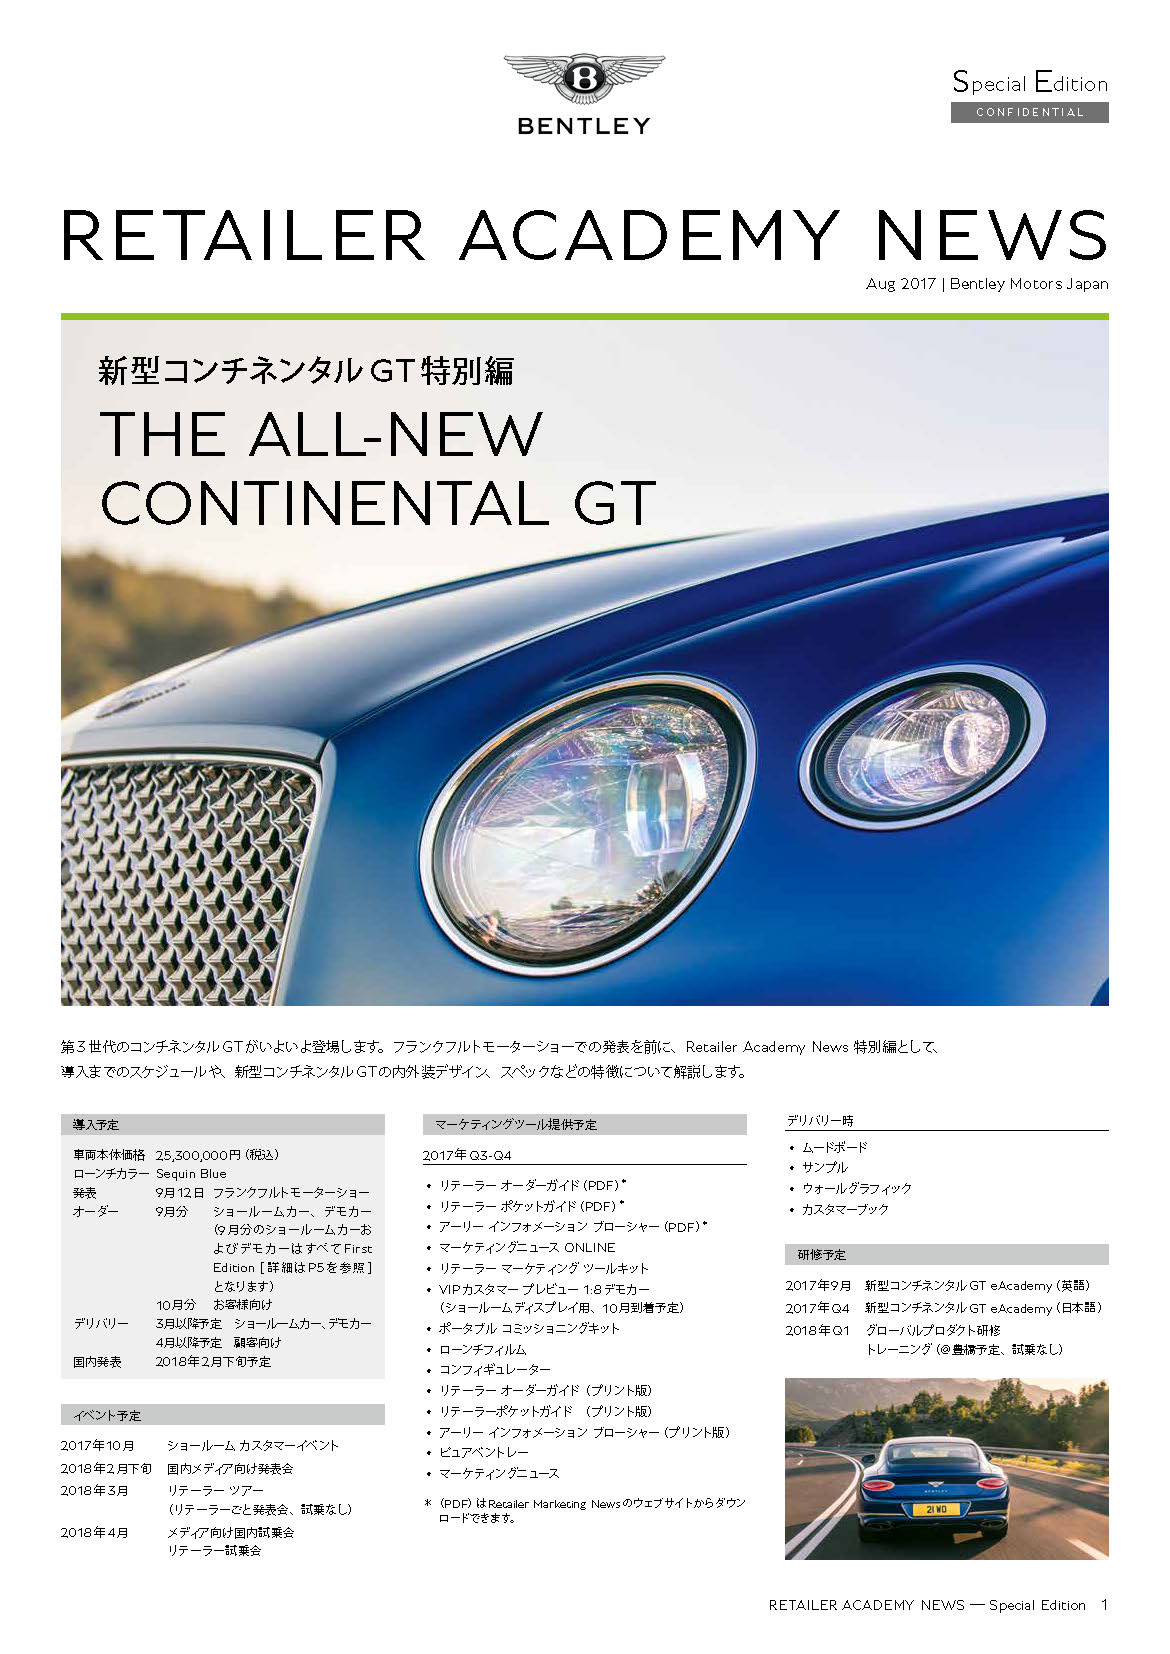 BENTLEY
Special Edition
CONFIDENTIAL
RETAILER ACADEMY NEWS
Aug 2017 | Bentley Motors Japan
新型コンチネンタルGT特別編
THE ALL-NEW
CONTINENTAL GT
第3世代のコンチネンタルGTがいよいよ登場します。フランクフルトモーターショーでの発表を前に、Retailer Academy News 特別編として、
導入までのスケジュールや、新型コンチネンタルGTの内外装デザイン、スペックなどの特徴について解説します。
導入予定
車両本体価格 25,300,000円（税込）
ローンチカラー Sequin Blue
発表 9月12日 フランクフルトモーターショー
オーダー 9月分 ショールームカー、デモカー
（9月分のショールームカーお
よびデモカーはすべてFirst
Edition［詳細はP5を参照］
となります）
10月分 お客様向け
デリバリー 3月以降予定 ショールームカー、デモカー
4月以降予定 顧客向け
国内発表 2018年2月下旬予定
イベント予定
2017年10月 ショールーム カスタマーイベント
2018年2月下旬 国内メディア向け発表会
2018年3月 リテーラー ツアー
（リテーラーごと発表会、試乗なし）
2018年4月 メディア向け国内試乗会
リテーラー試乗会
マーケティングツール提供予定
2017年Q3-Q4
• リテーラー オーダーガイド（PDF）*
• リテーラー ポケットガイド（PDF）*
• アーリー インフォメーション ブローシャー（PDF）*
• マーケティングニュース ONLINE
• リテーラー マーケティング ツールキット
• VIPカスタマー プレビュー 1:8デモカー
（ショールームディスプレイ用、10月到着予定）
• ポータブル コミッショニングキット
• ローンチフィルム
• コンフィギュレーター
• リテーラー オーダーガイド（プリント版）
• リテーラーポケットガイド （プリント版）
• アーリー インフォメーション ブローシャー（プリント版）
• ピュアベントレー
• マーケティングニュース
＊（PDF）はRetailer Marketing Newsのウェブサイトからダウン
ロードできます。
デリバリー時
• ムードボード
• サンプル
• ウォールグラフィック
• カスタマーブック
研修予定
2017年9月 新型コンチネンタルGT eAcademy（英語）
2017年Q4 新型コンチネンタルGT eAcademy（日本語）
2018年Q1 グローバルプロダクト研修
トレーニング（@豊橋予定、試乗なし）
BENTLEY
21 WO
RETAILER ACADEMY NEWS — Special Edition 1